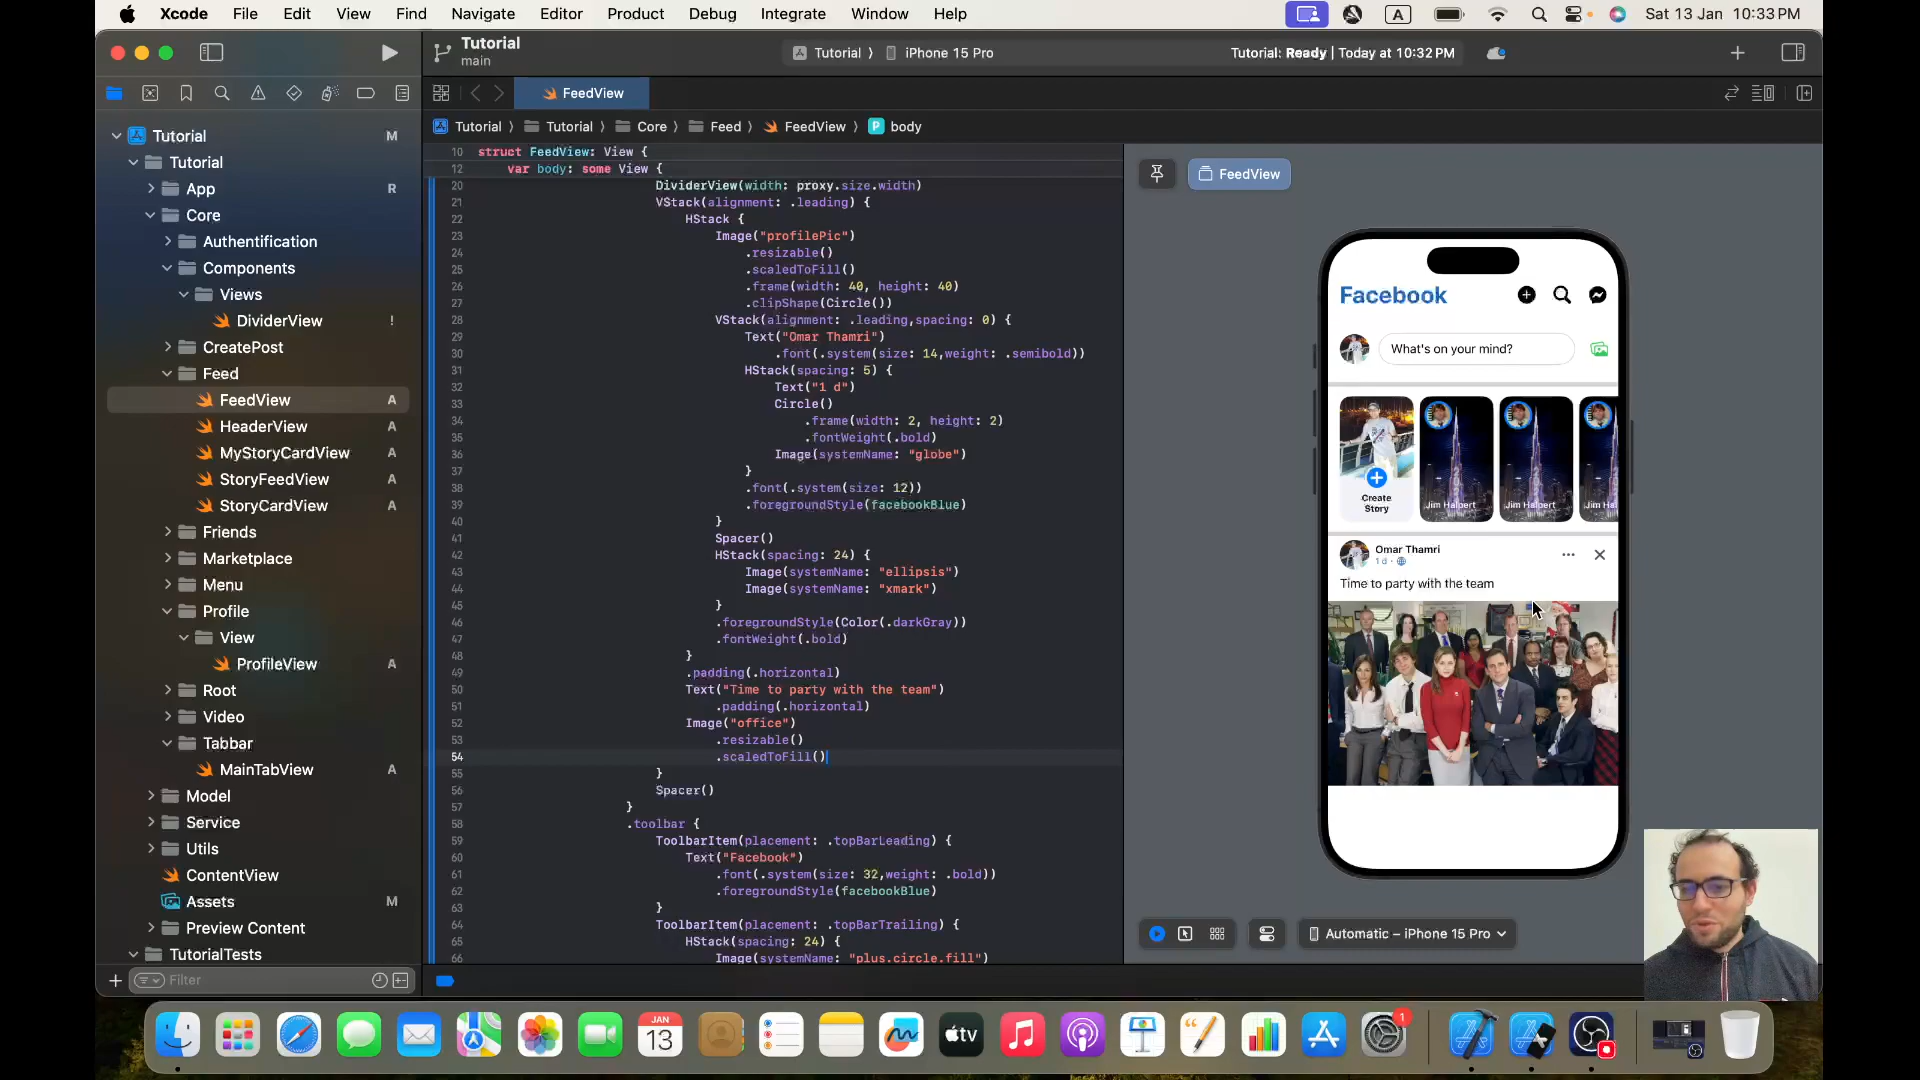 Xcode File Edit View Find Navigate Editor Product Debug Integrate Window Help
A
Sat 13 Jan 10:33 PM
Tutorial
main
Tutorial 〉 iPhone 15 Pro
Tutorial: Ready | Today at 10:32 PM
FeedView
Tutorial 〉 Tutorial 〉 Core 〉 Feed 〉 FeedView 〉 P body
Tutorial M
Tutorial
App R
Core
Authentification
Components
Views
DividerView !
CreatePost
Feed
FeedView A
HeaderView A
MyStoryCardView A
StoryFeedView A
StoryCardView A
Friends
Marketplace
Menu
Profile
View
ProfileView A
Root
Video
Tabbar
MainTabView A
Model
Service
Utils
ContentView
Assets M
Preview Content
TutorialTests
Filter
10 struct FeedView: View {
12 var body: some View {
20 DividerView(width: proxy.size.width)
21 VStack(alignment: .leading) {
22 HStack {
23 Image("profilePic")
24 .resizable()
25 .scaledToFill()
26 .frame(width: 40, height: 40)
27 .clipShape(Circle())
28 VStack(alignment: .leading,spacing: 0) {
29 Text("Omar Thamri")
30 .font(.system(size: 14,weight: .semibold))
31 HStack(spacing: 5) {
32 Text("1 d")
33 Circle()
34 .frame(width: 2, height: 2)
35 .fontWeight(.bold)
36 Image(systemName: "globe")
37 }
38 .font(.system(size: 12))
39 .foregroundStyle(facebookBlue)
40 }
41 Spacer()
42 HStack(spacing: 24) {
43 Image(systemName: "ellipsis")
44 Image(systemName: "xmark")
45 }
46 .foregroundStyle(Color(.darkGray))
47 .fontWeight(.bold)
48 }
49 .padding(.horizontal)
50 Text("Time to party with the team")
51 .padding(.horizontal)
52 Image("office")
53 .resizable()
54 .scaledToFill()
55 }
56 Spacer()
57 }
58 .toolbar {
59 ToolbarItem(placement: .topBarLeading) {
60 Text("Facebook")
61 .font(.system(size: 32,weight: .bold))
62 .foregroundStyle(facebookBlue)
63 }
64 ToolbarItem(placement: .topBarTrailing) {
65 HStack(spacing: 24) {
66 Image(systemName: "plus.circle.fill")
FeedView
Facebook
What's on your mind?
Create
Story
Jim Halpert
Jim Halpert
Jim Ha
Omar Thamri
1 d
Time to party with the team
Automatic – iPhone 15 Pro
JAN
13
tv
1